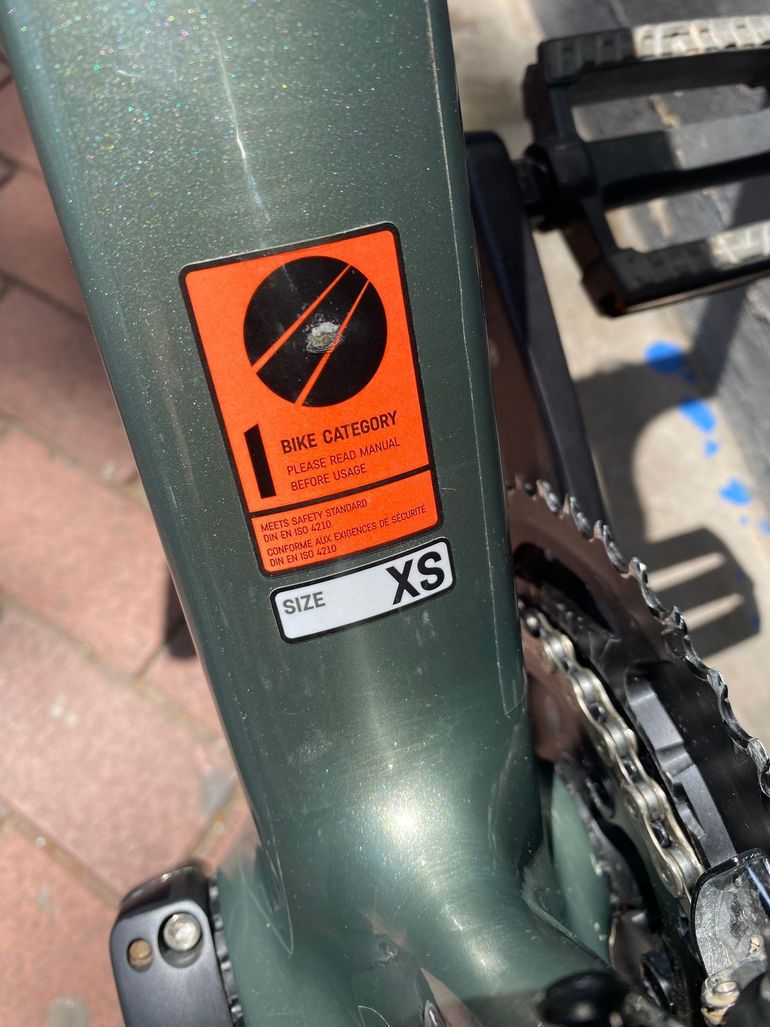 BIKE CATEGORY
PLEASE READ MANUAL
BEFORE USAGE
MEETS SAFETY STANDARD
DIN EN ISO 4210
CONFORME AUX EXIGENCES DE SÉCURITÉ
DIN EN ISO 4210
SIZE XS